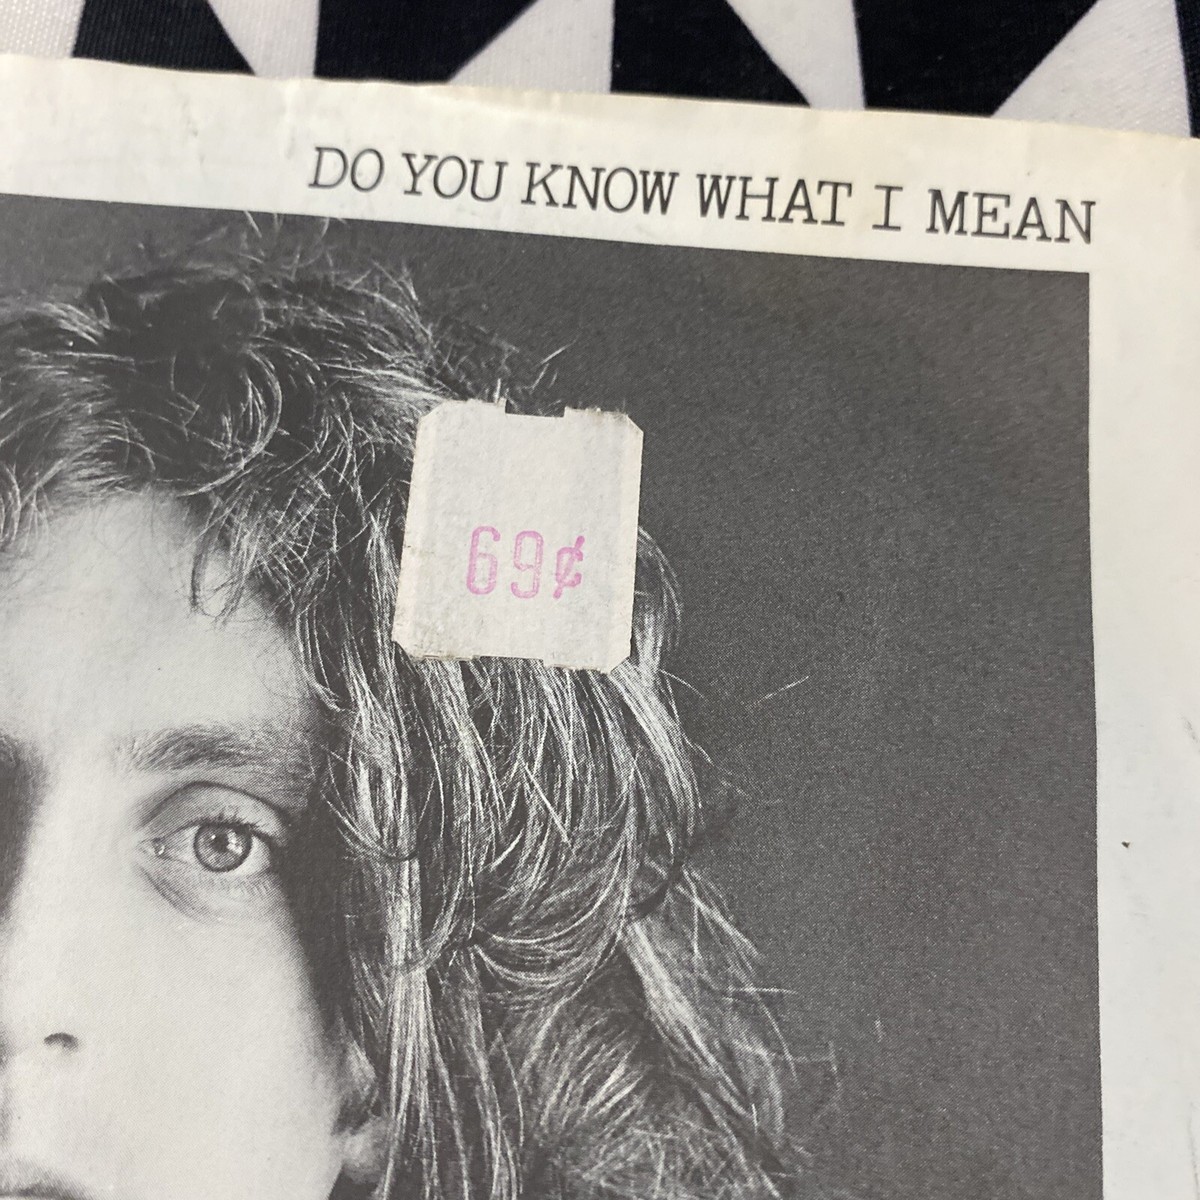 DO YOU KNOW WHAT I MEAN
69¢